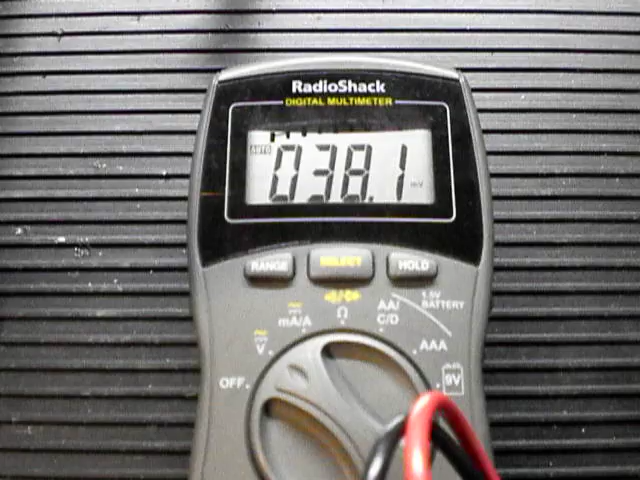 RadioShack
DIGITAL MULTIMETER
AUTO
038.1
mV
RANGE
SELECT
HOLD
mA/A
Ω
AA/
C/D
1.5V
BATTERY
V
AAA
OFF
9V